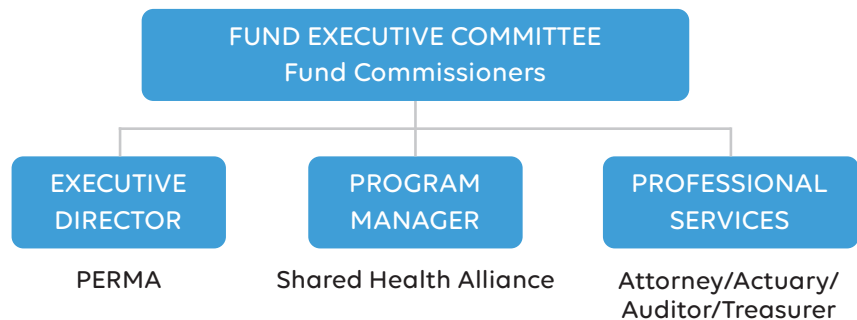 FUND EXECUTIVE COMMITTEE
Fund Commissioners
EXECUTIVE
DIRECTOR
PERMA
PROGRAM
MANAGER
Shared Health Alliance
PROFESSIONAL
SERVICES
Attorney/Actuary/
Auditor/Treasurer